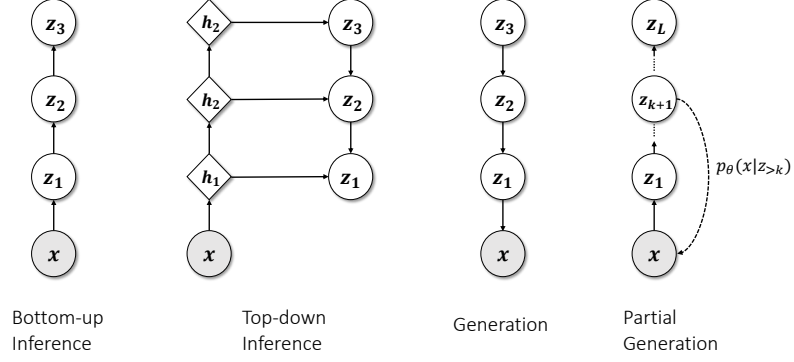 z3 h2 z3 z3 zL
z2 h2 z2 z2 zk+1
z1 h1 z1 z1 z1 pθ(x|z>k)
x x x x
Bottom-up Inference
Top-down Inference
Generation
Partial Generation